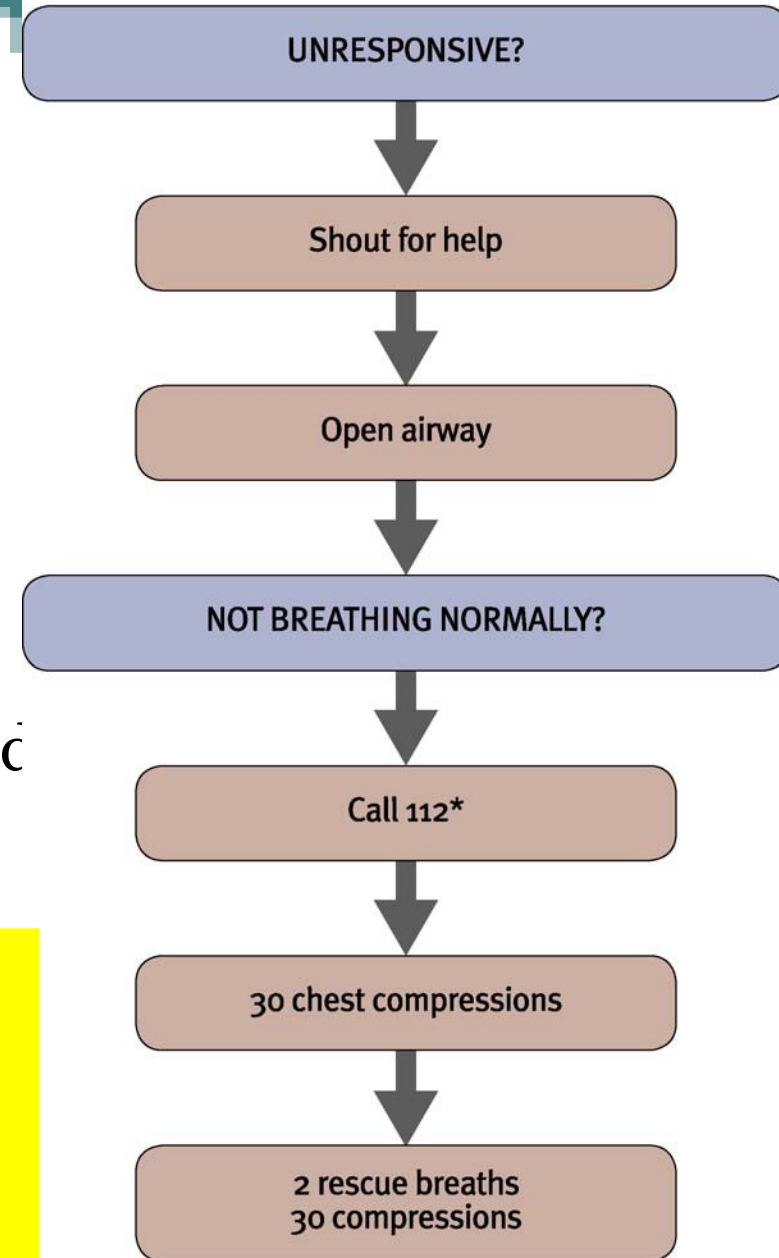 UNRESPONSIVE?
Shout for help
Open airway
NOT BREATHING NORMALLY?
Call 112*
30 chest compressions
2 rescue breaths
30 compressions